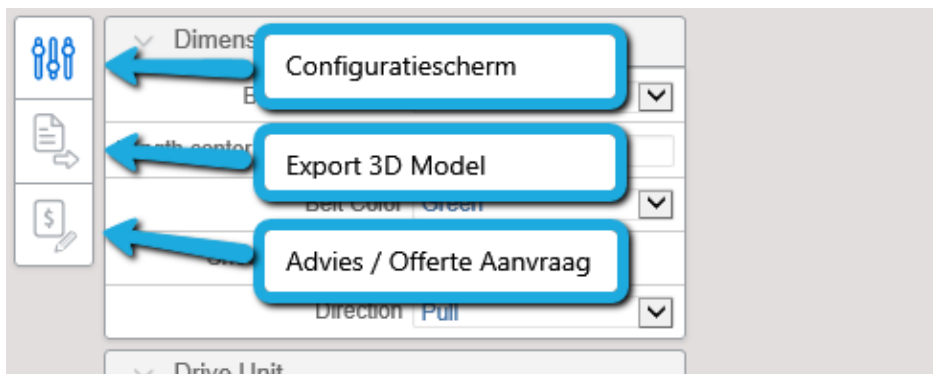 Dimens
Configuratiescherm
Export 3D Model
Belt Color Green
Advies / Offerte Aanvraag
Direction Pull
Drive Unit